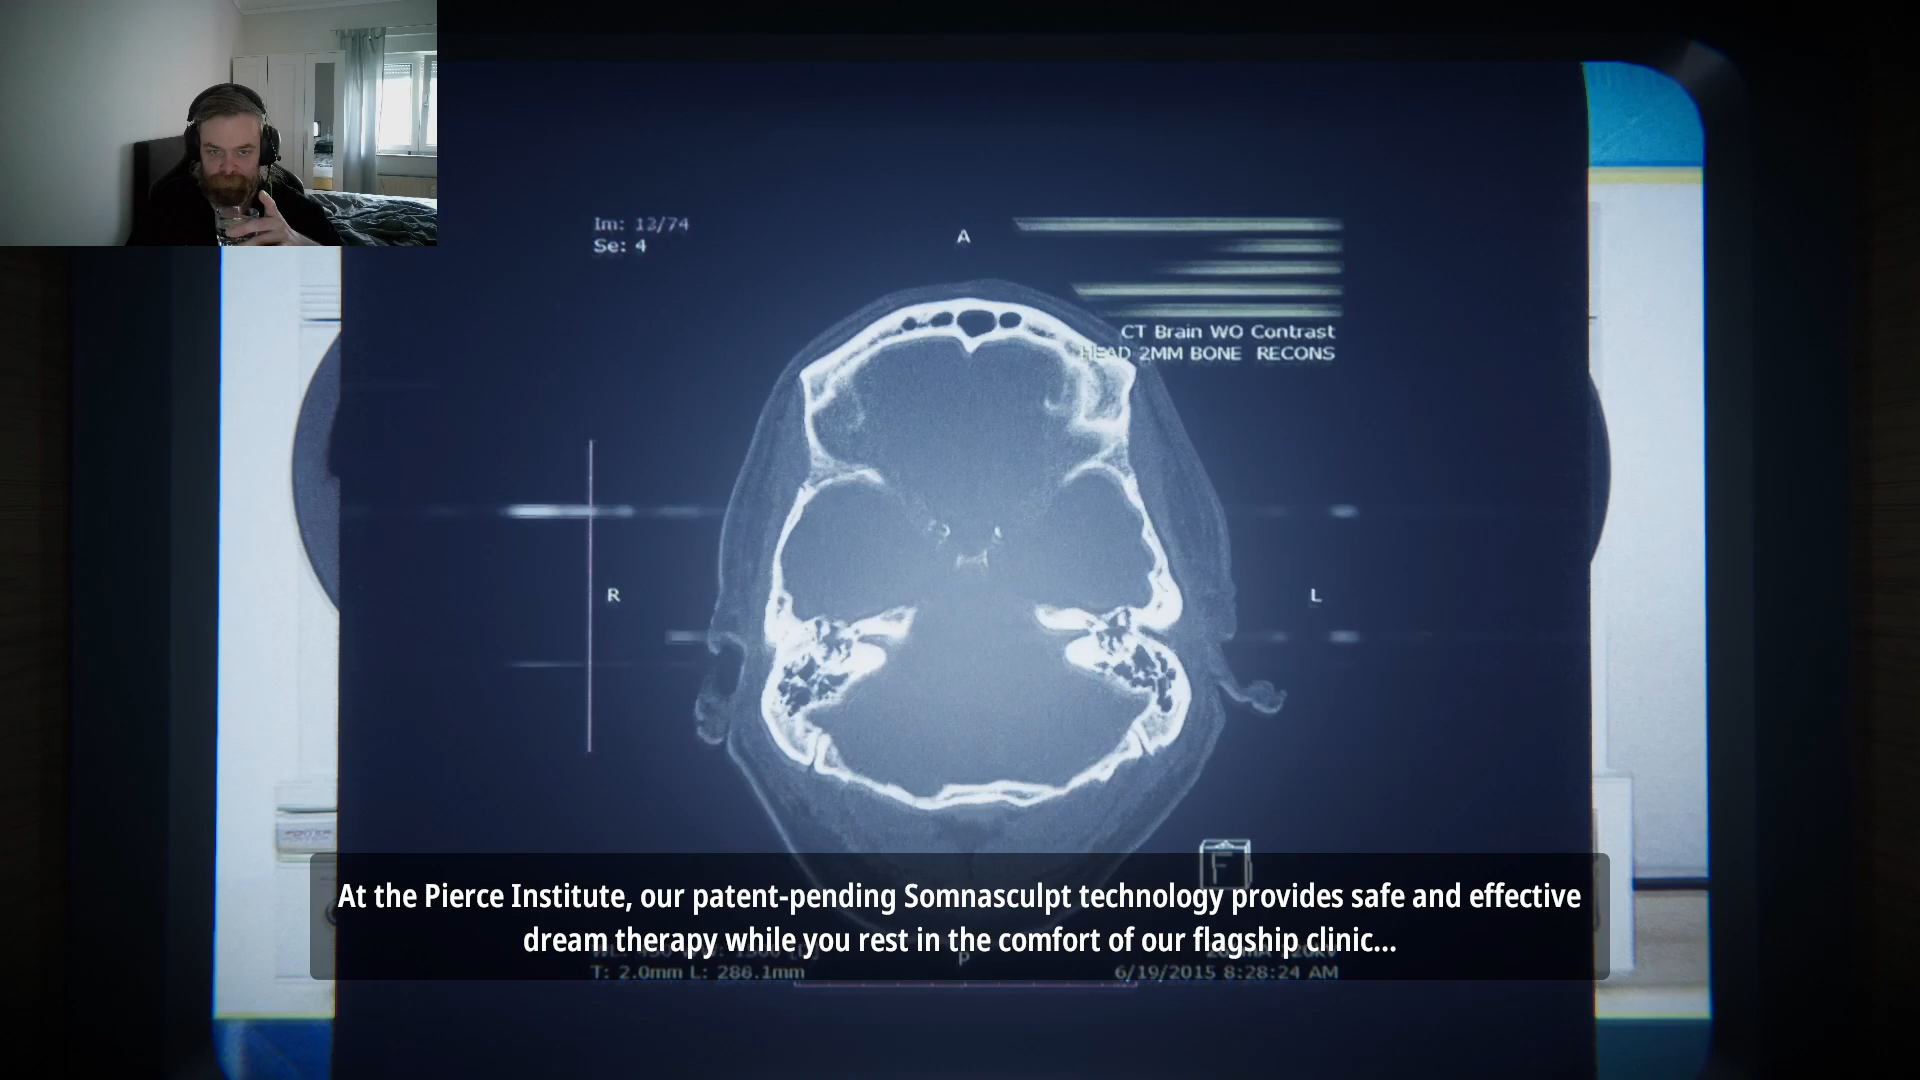 Im: 13/74
Se: 4
A
CT Brain WO Contrast
HEAD 2MM BONE RECONS
R
L
F
At the Pierce Institute, our patent-pending Somnasculpt technology provides safe and effective
dream therapy while you rest in the comfort of our flagship clinic...
P
T: 2.0mm L: 286.1mm
6/19/2015 8:28:24 AM